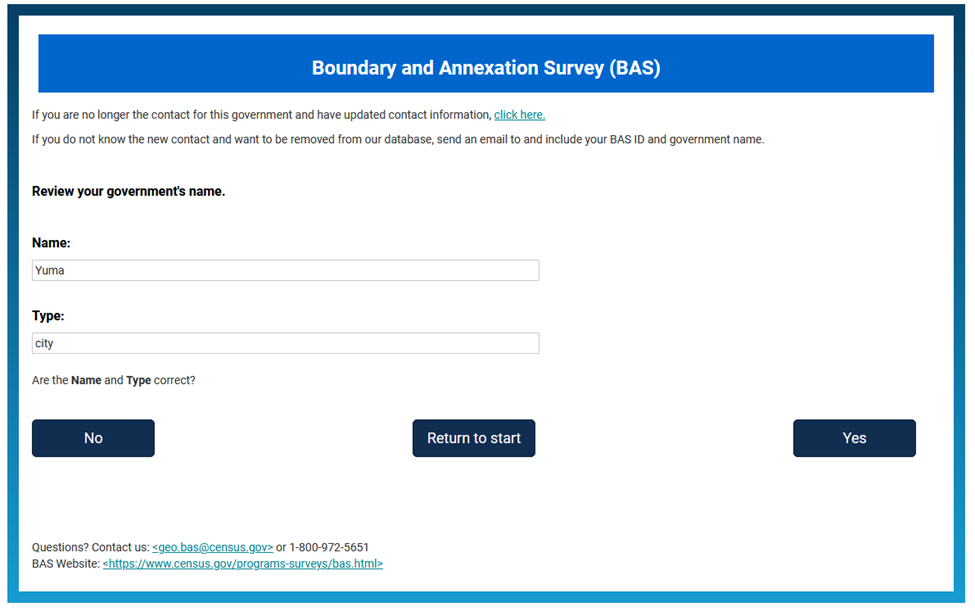 Boundary and Annexation Survey (BAS)
If you are no longer the contact for this government and have updated contact information, click here.
If you do not know the new contact and want to be removed from our database, send an email to and include your BAS ID and government name.
Review your government's name.
Name:
Yuma
Type:
city
Are the Name and Type correct?
No
Return to start
Yes
Questions? Contact us: <geo.bas@census.gov> or 1-800-972-5651
BAS Website: <https://www.census.gov/programs-surveys/bas.html>